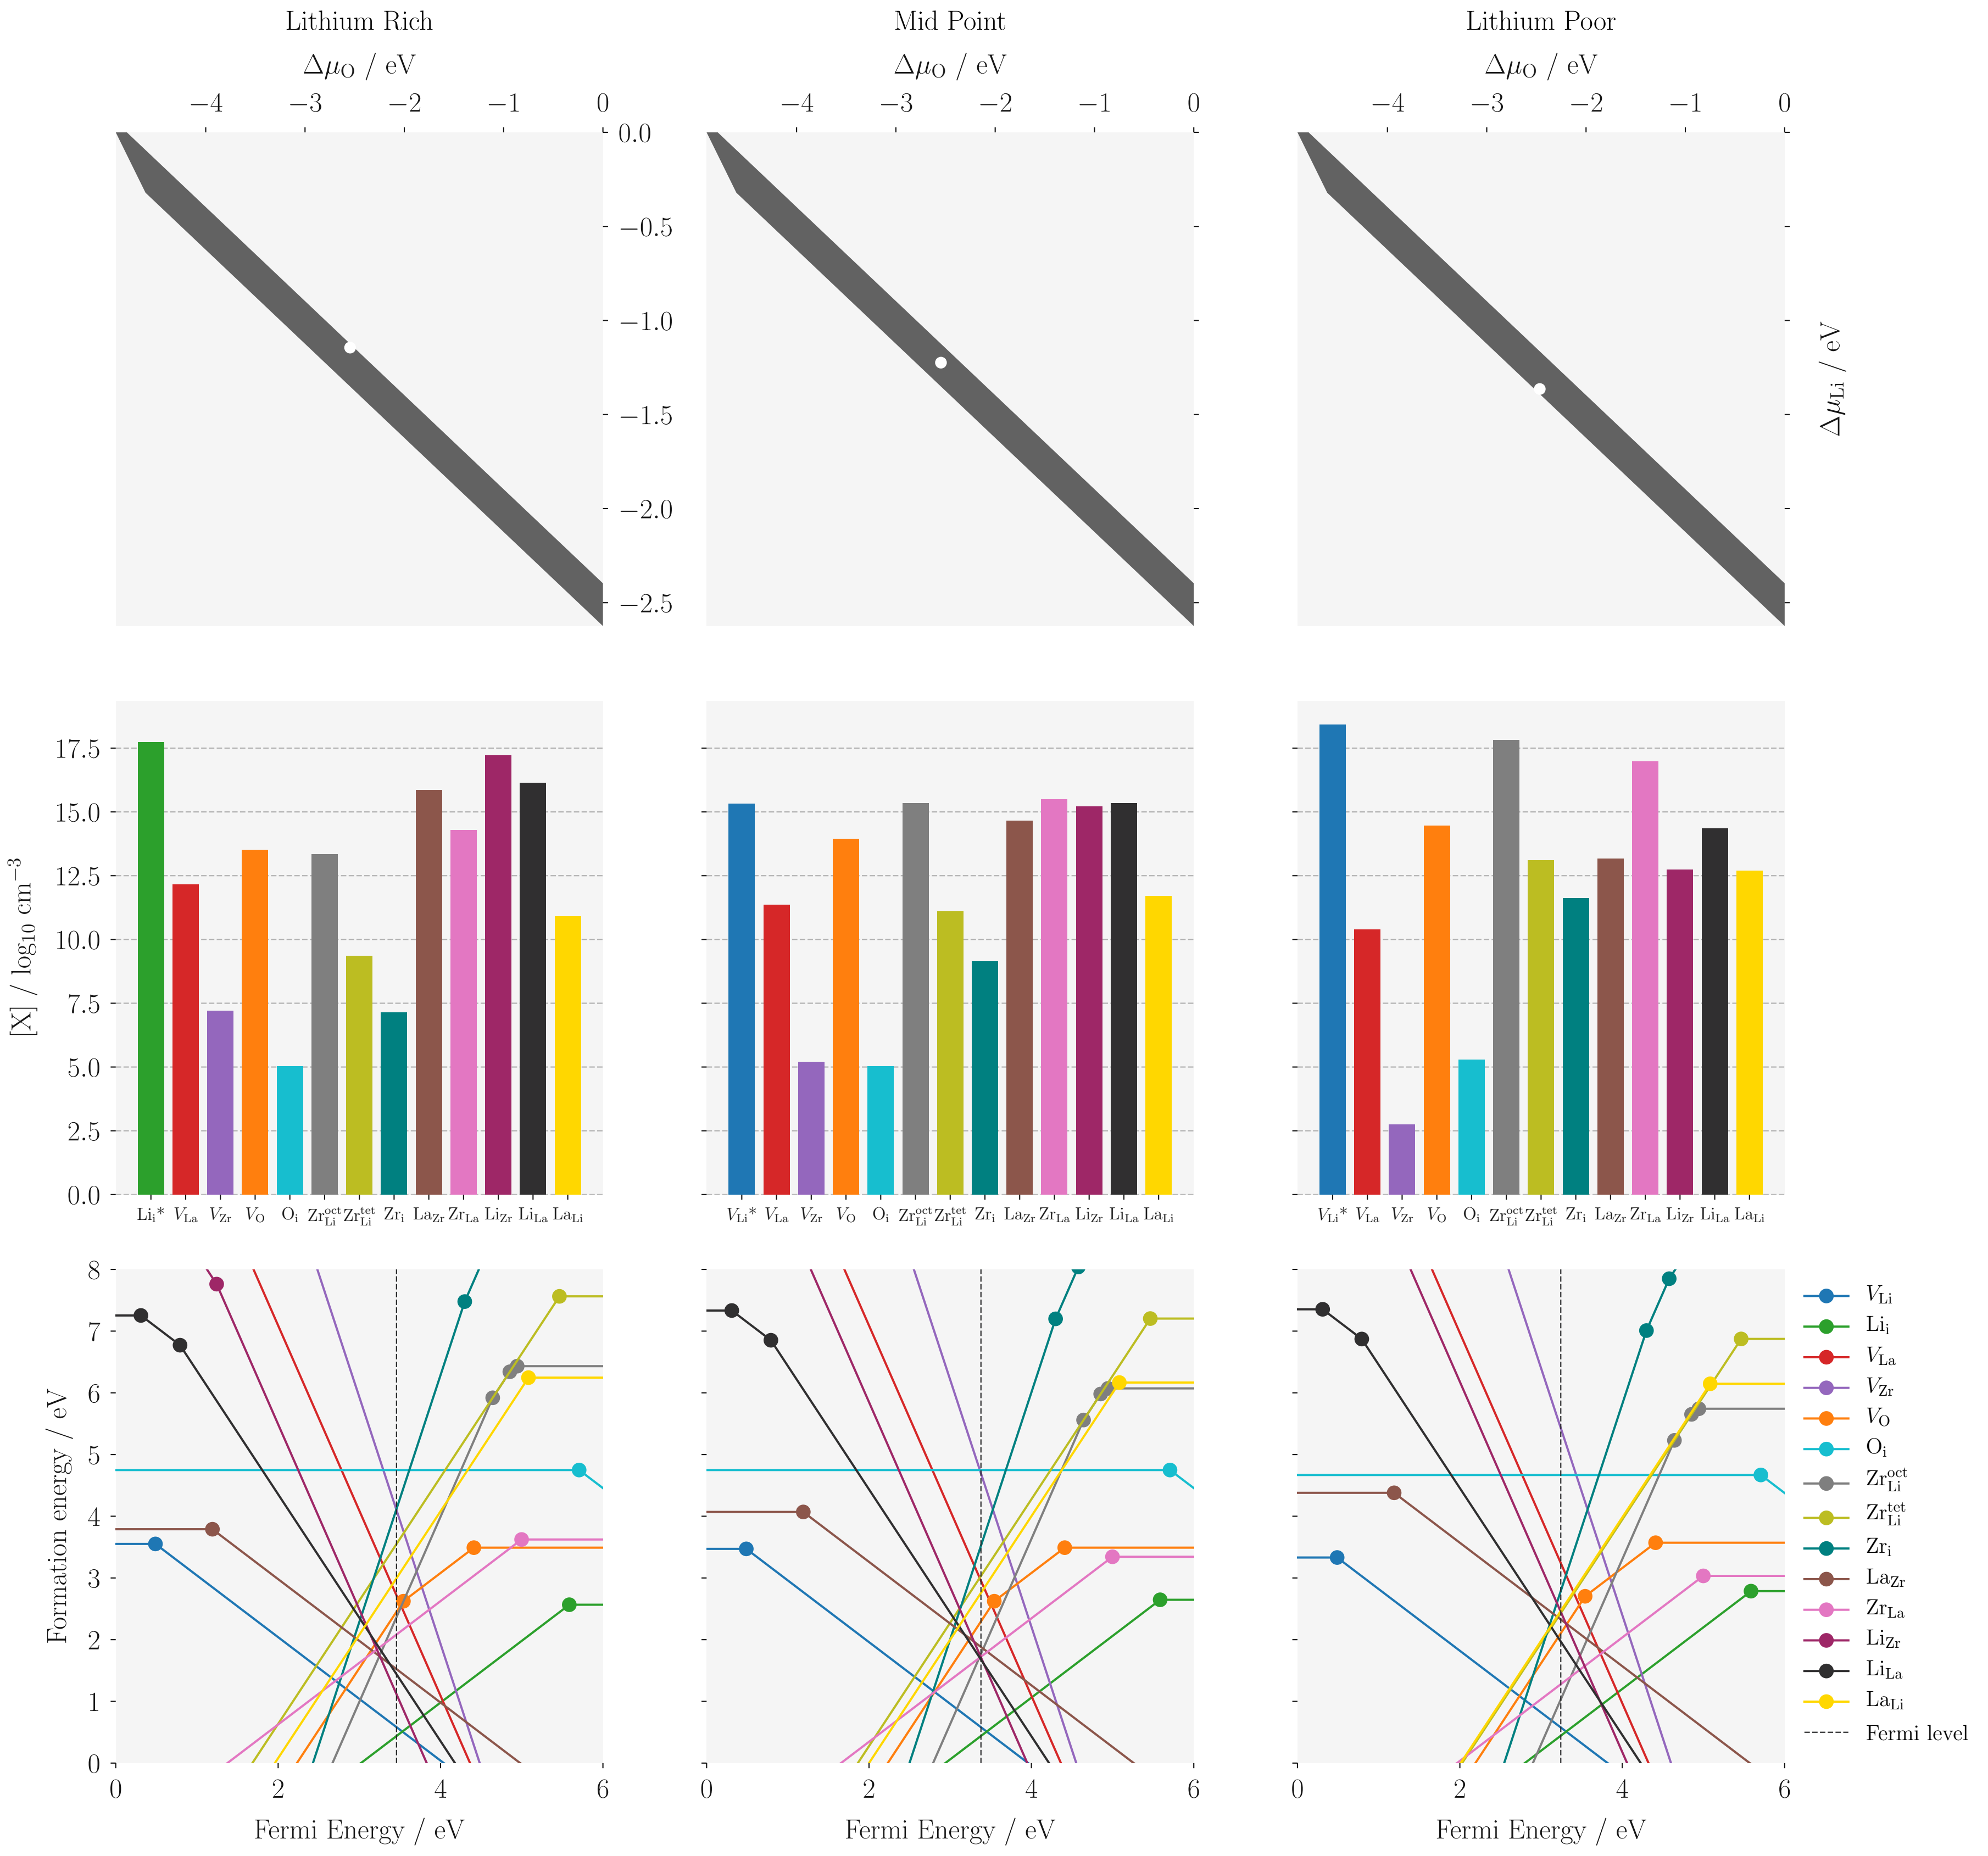 Lithium Rich Mid Point Lithium Poor
Δμ_O / eV Δμ_O / eV Δμ_O / eV
−4 −3 −2 −1 0 −4 −3 −2 −1 0 −4 −3 −2 −1 0
0.0
−0.5
−1.0
−1.5
−2.0
−2.5
Δμ_Li / eV
[X] / log₁₀ cm⁻³
17.5
15.0
12.5
10.0
7.5
5.0
2.5
0.0
Li_i* V_La V_Zr V_O O_i Zr_Li^oct Zr_Li^tet Zr_i La_Zr Zr_La Li_Zr Li_La La_Li
V_Li* V_La V_Zr V_O O_i Zr_Li^oct Zr_Li^tet Zr_i La_Zr Zr_La Li_Zr Li_La La_Li
V_Li* V_La V_Zr V_O O_i Zr_Li^oct Zr_Li^tet Zr_i La_Zr Zr_La Li_Zr Li_La La_Li
Formation energy / eV
8
7
6
5
4
3
2
1
0
0 2 4 6 0 2 4 6 0 2 4 6
Fermi Energy / eV Fermi Energy / eV Fermi Energy / eV
V_Li
Li_i
V_La
V_Zr
V_O
O_i
Zr_Li^oct
Zr_Li^tet
Zr_i
La_Zr
Zr_La
Li_Zr
Li_La
La_Li
Fermi level